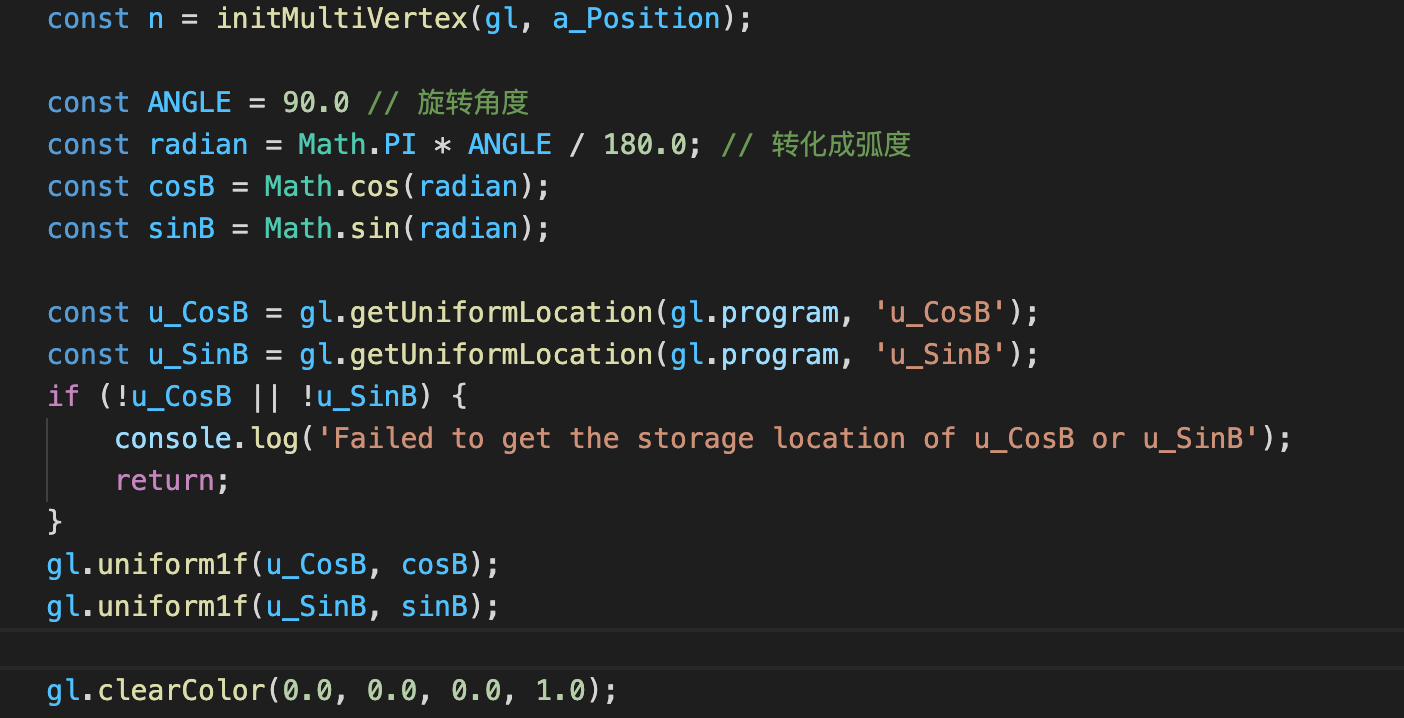 const n = initMultiVertex(gl, a_Position);
const ANGLE = 90.0 // 旋转角度
const radian = Math.PI * ANGLE / 180.0; // 转化成弧度
const cosB = Math.cos(radian);
const sinB = Math.sin(radian);
const u_CosB = gl.getUniformLocation(gl.program, 'u_CosB');
const u_SinB = gl.getUniformLocation(gl.program, 'u_SinB');
if (!u_CosB || !u_SinB) {
console.log('Failed to get the storage location of u_CosB or u_SinB');
return;
}
gl.uniform1f(u_CosB, cosB);
gl.uniform1f(u_SinB, sinB);
gl.clearColor(0.0, 0.0, 0.0, 1.0);